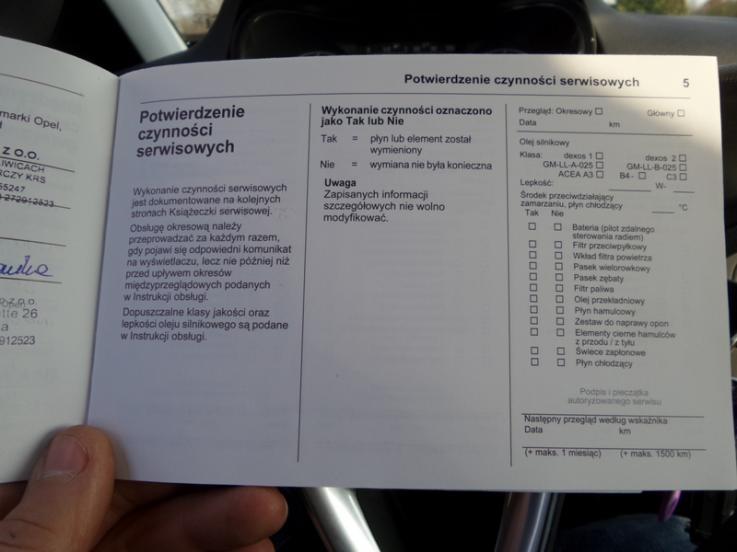 marki Opel,
Z O.O.
IWICACH
RCZY KRS
55247
272912523
z o.o.
tte 26
a
912523
Potwierdzenie czynności serwisowych 5
Potwierdzenie
czynności
serwisowych
Wykonanie czynności serwisowych
jest dokumentowane na kolejnych
stronach Książeczki serwisowej.
Obsługę okresową należy
przeprowadzać za każdym razem,
gdy pojawi się odpowiedni komunikat
na wyświetlaczu, lecz nie później niż
przed upływem okresów
międzyprzeglądowych podanych
w Instrukcji obsługi.
Dopuszczalne klasy jakości oraz
lepkości oleju silnikowego są podane
w Instrukcji obsługi.
Wykonanie czynności oznaczono
jako Tak lub Nie
Tak = płyn lub element został
wymieniony
Nie = wymiana nie była konieczna
Uwaga
Zapisanych informacji
szczegółowych nie wolno
modyfikować.
Przegląd: Okresowy ☐ Główny ☐
Data km
Olej silnikowy
Klasa: dexos 1 ☐ dexos 2 ☐
GM-LL-A-025 ☐ GM-LL-B-025 ☐
ACEA A3 ☐ B4 - ☐ C3 ☐
Lepkość: W-
Środek przeciwdziałający
zamarzaniu, płyn chłodzący °C
Tak Nie
☐ ☐ Bateria (pilot zdalnego
sterowania radiem)
☐ ☐ Filtr przeciwpyłkowy
☐ ☐ Wkład filtra powietrza
☐ ☐ Pasek wielorowkowy
☐ ☐ Pasek zębaty
☐ ☐ Filtr paliwa
☐ ☐ Olej przekładniowy
☐ ☐ Płyn hamulcowy
☐ ☐ Zestaw do naprawy opon
☐ ☐ Elementy cierne hamulców
z przodu / z tyłu
☐ ☐ Świece zapłonowe
☐ ☐ Płyn chłodzący
Podpis i pieczątka
autoryzowanego serwisu
Następny przegląd według wskaźnika
Data km
(+ maks. 1 miesiąc) (+ maks. 1500 km)